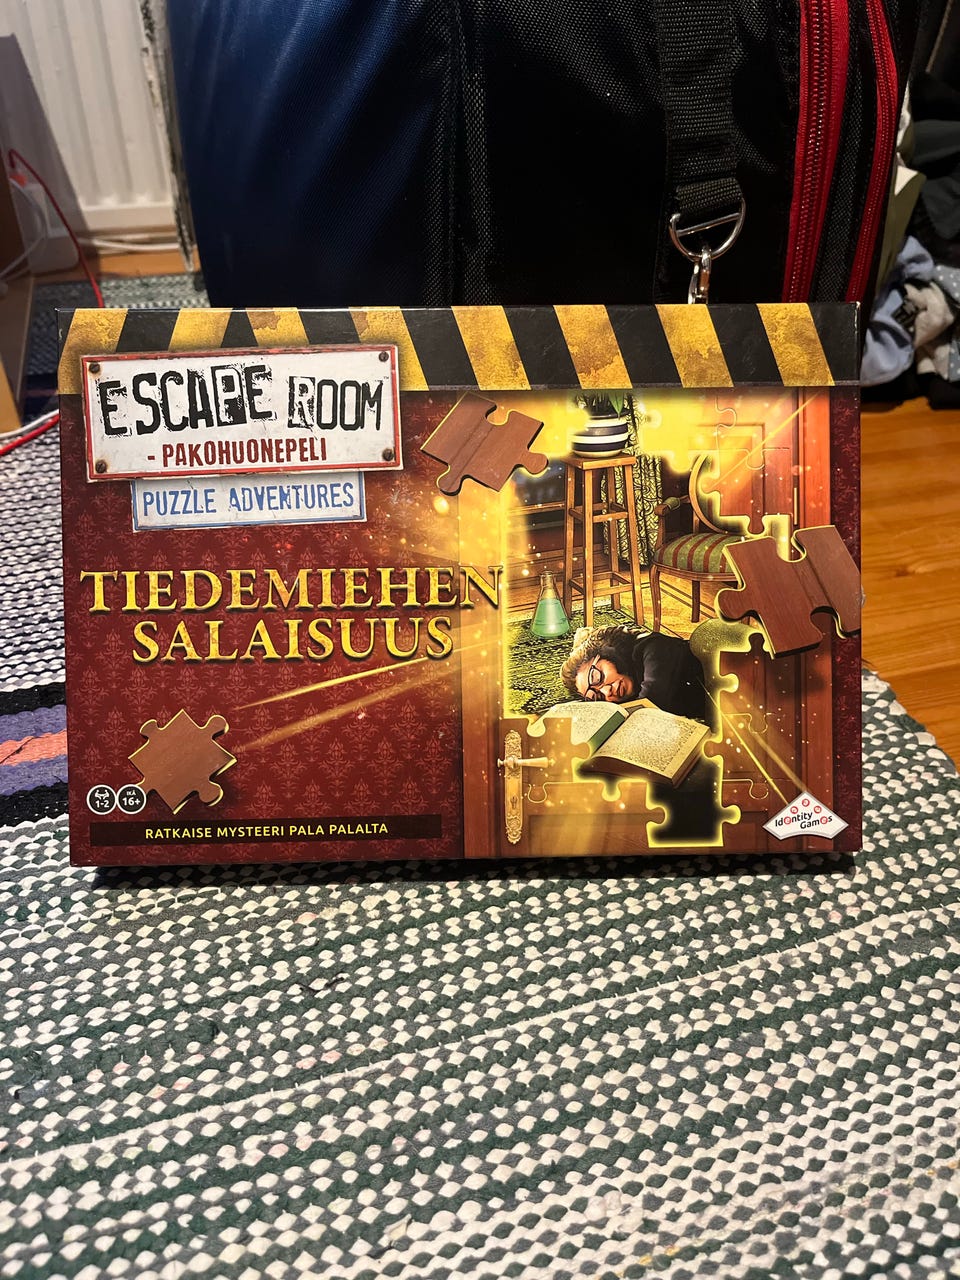 ESCAPE ROOM
- PAKOHUONEPELI
PUZZLE ADVENTURES
TIEDEMIEHEN
SALAISUUS
1-2
IKÄ
16+
RATKAISE MYSTEERI PALA PALALTA
Identity
Games